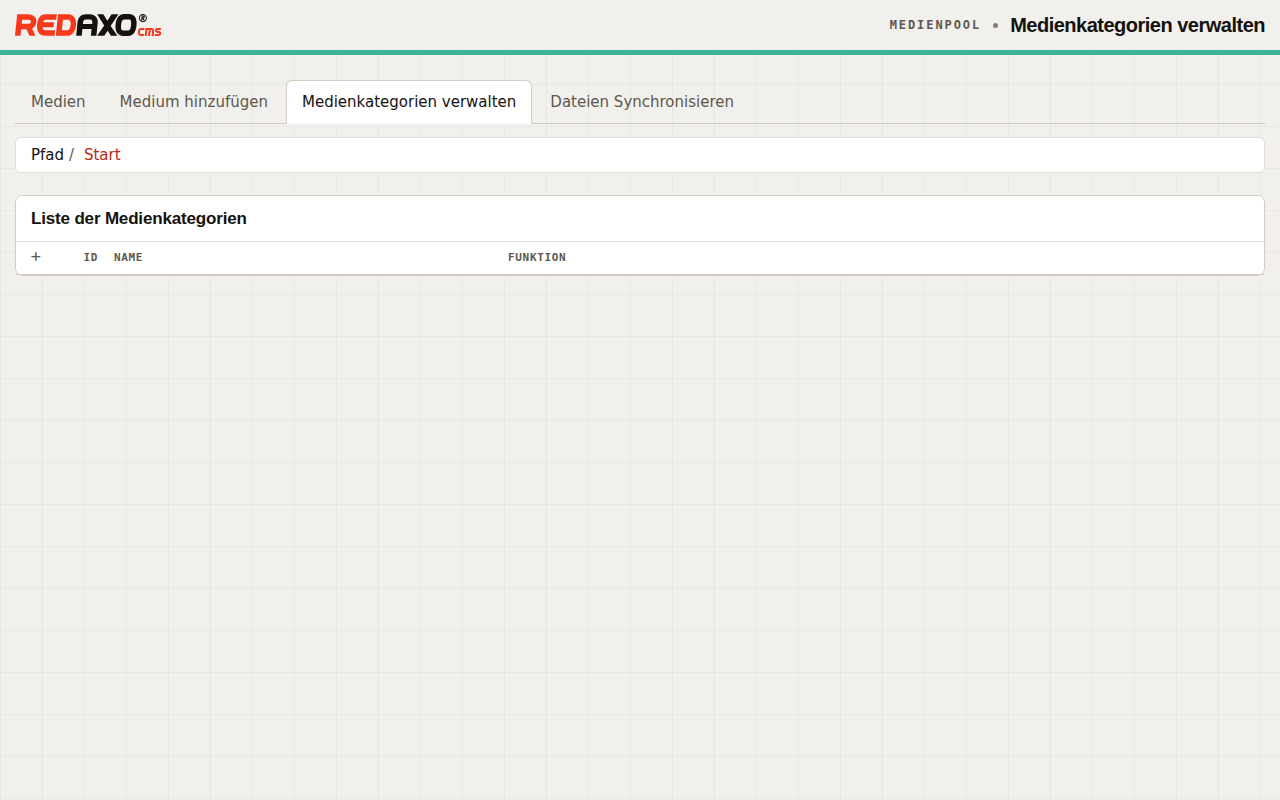 REDAXO® cms
MEDIENPOOL • Medienkategorien verwalten
Medien Medium hinzufügen Medienkategorien verwalten Dateien Synchronisieren
Pfad / Start
Liste der Medienkategorien
+ ID NAME FUNKTION